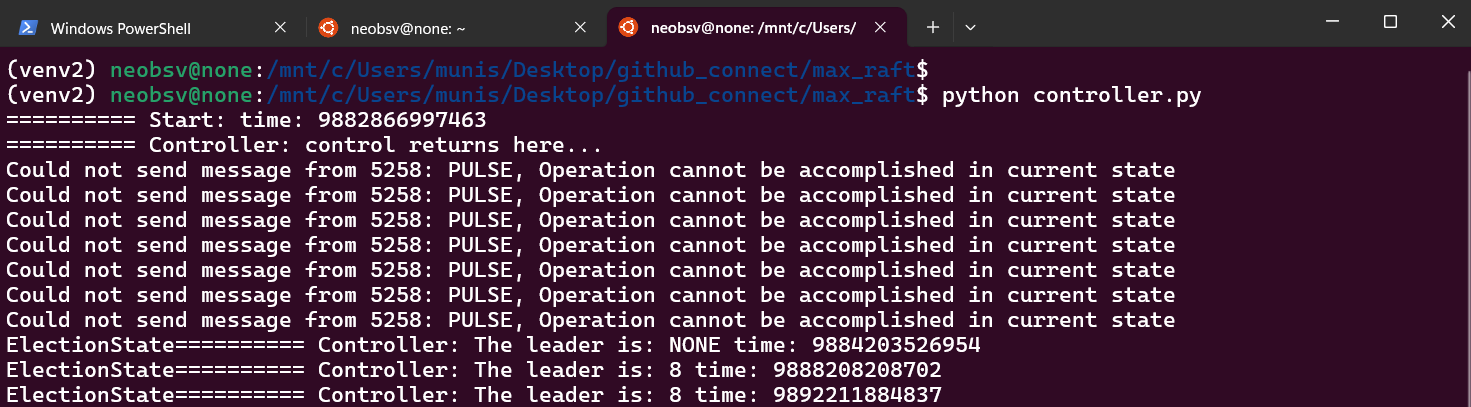 Windows PowerShell
neobsv@none: ~
neobsv@none: /mnt/c/Users/
(venv2) neobsv@none:/mnt/c/Users/munis/Desktop/github_connect/max_raft$
(venv2) neobsv@none:/mnt/c/Users/munis/Desktop/github_connect/max_raft$ python controller.py
========== Start: time: 9882866997463
========== Controller: control returns here...
Could not send message from 5258: PULSE, Operation cannot be accomplished in current state
Could not send message from 5258: PULSE, Operation cannot be accomplished in current state
Could not send message from 5258: PULSE, Operation cannot be accomplished in current state
Could not send message from 5258: PULSE, Operation cannot be accomplished in current state
Could not send message from 5258: PULSE, Operation cannot be accomplished in current state
Could not send message from 5258: PULSE, Operation cannot be accomplished in current state
Could not send message from 5258: PULSE, Operation cannot be accomplished in current state
ElectionState========== Controller: The leader is: NONE time: 9884203526954
ElectionState========== Controller: The leader is: 8 time: 9888208208702
ElectionState========== Controller: The leader is: 8 time: 9892211884837